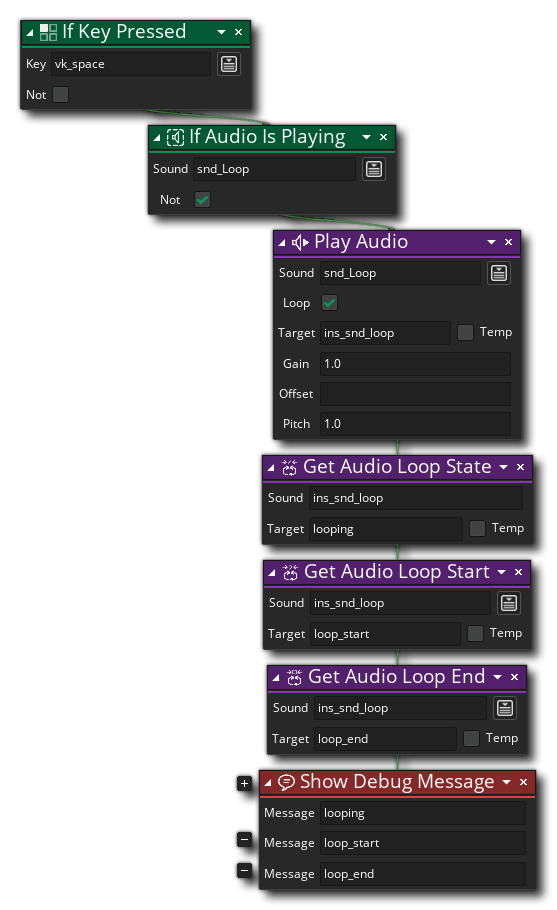 If Key Pressed
Key vk_space
Not
If Audio Is Playing
Sound snd_Loop
Not
Play Audio
Sound snd_Loop
Loop
Target ins_snd_loop Temp
Gain 1.0
Offset
Pitch 1.0
Get Audio Loop State
Sound ins_snd_loop
Target looping Temp
Get Audio Loop Start
Sound ins_snd_loop
Target loop_start Temp
Get Audio Loop End
Sound ins_snd_loop
Target loop_end Temp
Show Debug Message
Message looping
Message loop_start
Message loop_end